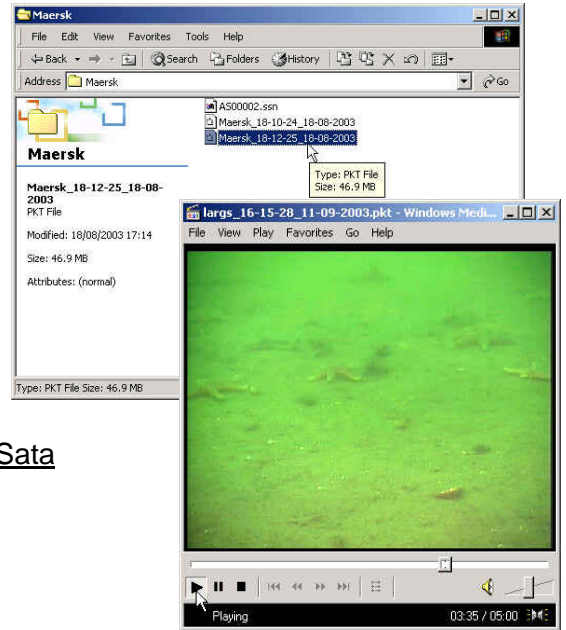 Maersk
File Edit View Favorites Tools Help
Back Search Folders History
Address Maersk Go
Maersk
Maersk_18-12-25_18-08-
2003
PKT File
Modified: 18/08/2003 17:14
Size: 46.9 MB
Attributes: (normal)
AS00002.ssn
Maersk_18-10-24_18-08-2003
Maersk_18-12-25_18-08-2003
Type: PKT File
Size: 46.9 MB
Type: PKT File Size: 46.9 MB
Sata
largs_16-15-28_11-09-2003.pkt - Windows Medi...
File View Play Favorites Go Help
Playing 03:35 / 05:00